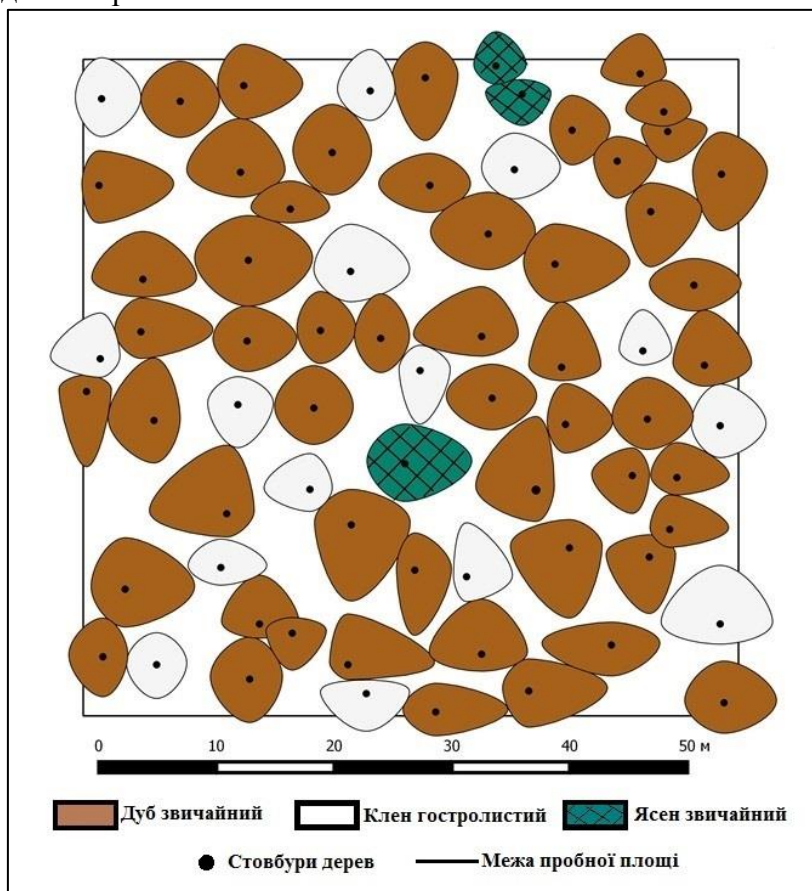 0 10 20 30 40 50 м
Дуб звичайний Клен гостролистий Ясен звичайний
Стовбури дерев Межа пробної площі